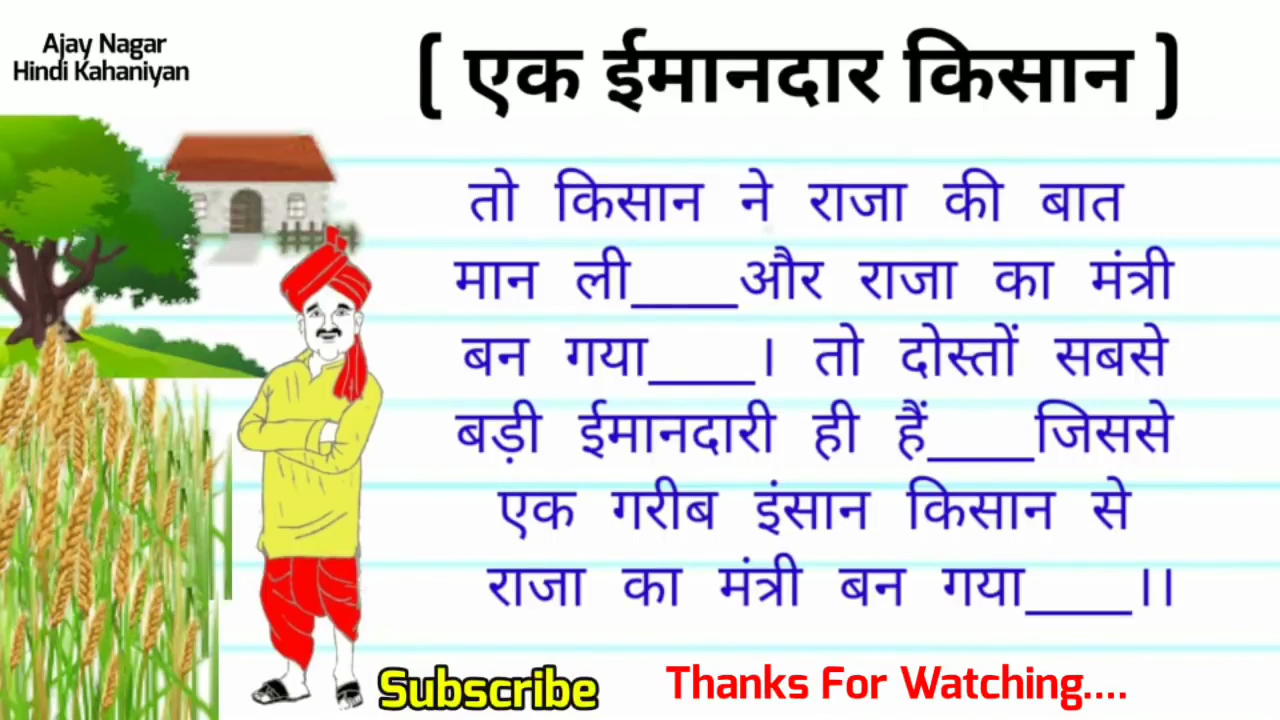 Ajay Nagar
Hindi Kahaniyan
( एक ईमानदार किसान )
तो किसान ने राजा की बात
मान ली____और राजा का मंत्री
बन गया____। तो दोस्तों सबसे
बड़ी ईमानदारी ही हैं____जिससे
एक गरीब इंसान किसान से
राजा का मंत्री बन गया____।।
Subscribe
Thanks For Watching....